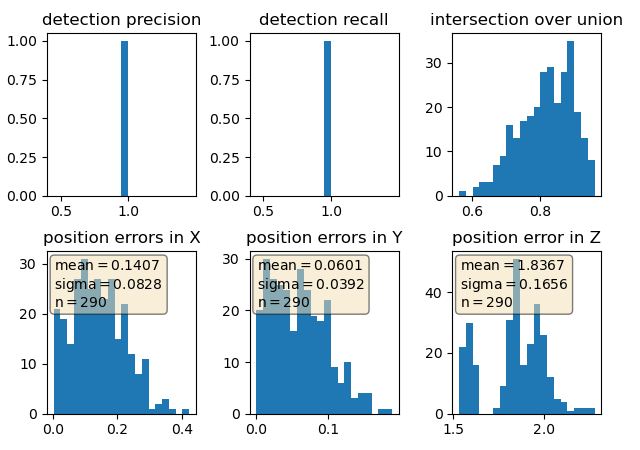 detection precision
detection recall
intersection over union
1.00
0.75
0.50
0.25
0.00
0.5
1.0
1.00
0.75
0.50
0.25
0.00
0.5
1.0
30
20
10
0
0.6
0.8
position errors in X
position errors in Y
position error in Z
mean = 0.1407
sigma = 0.0828
n = 290
30
20
10
0
0.0
0.2
0.4
mean = 0.0601
sigma = 0.0392
n = 290
30
20
10
0
0.0
0.1
mean = 1.8367
sigma = 0.1656
n = 290
40
20
0
1.5
2.0